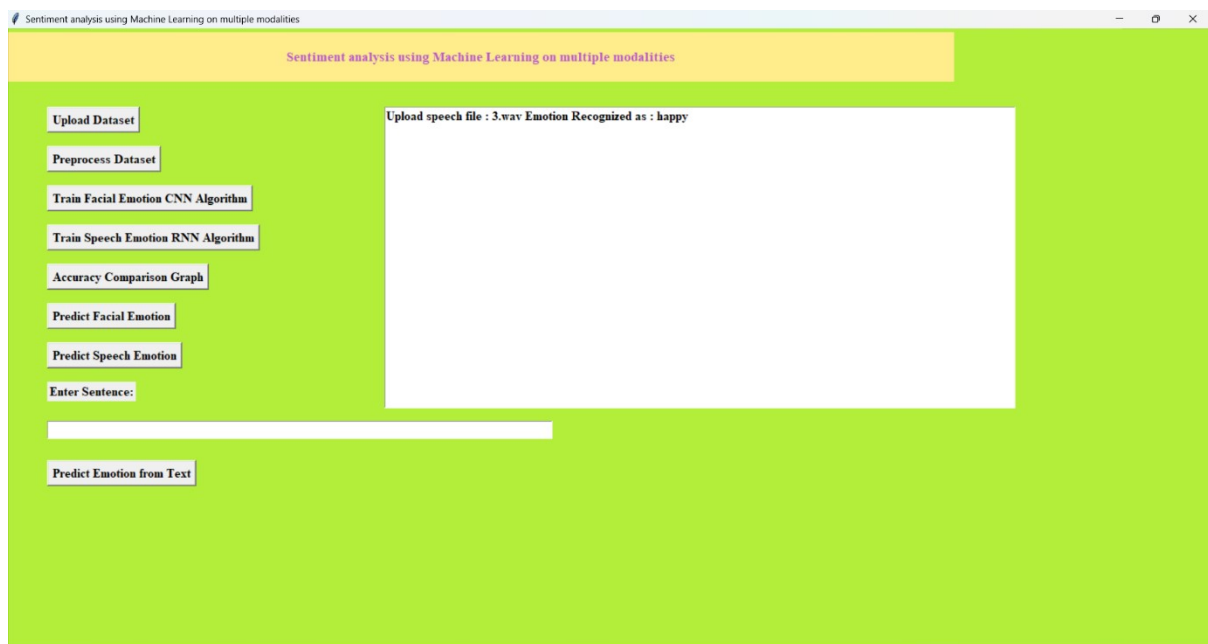 Sentiment analysis using Machine Learning on multiple modalities
Sentiment analysis using Machine Learning on multiple modalities
Upload Dataset
Preprocess Dataset
Train Facial Emotion CNN Algorithm
Train Speech Emotion RNN Algorithm
Accuracy Comparison Graph
Predict Facial Emotion
Predict Speech Emotion
Enter Sentence:
Predict Emotion from Text
Upload speech file : 3.wav Emotion Recognized as : happy